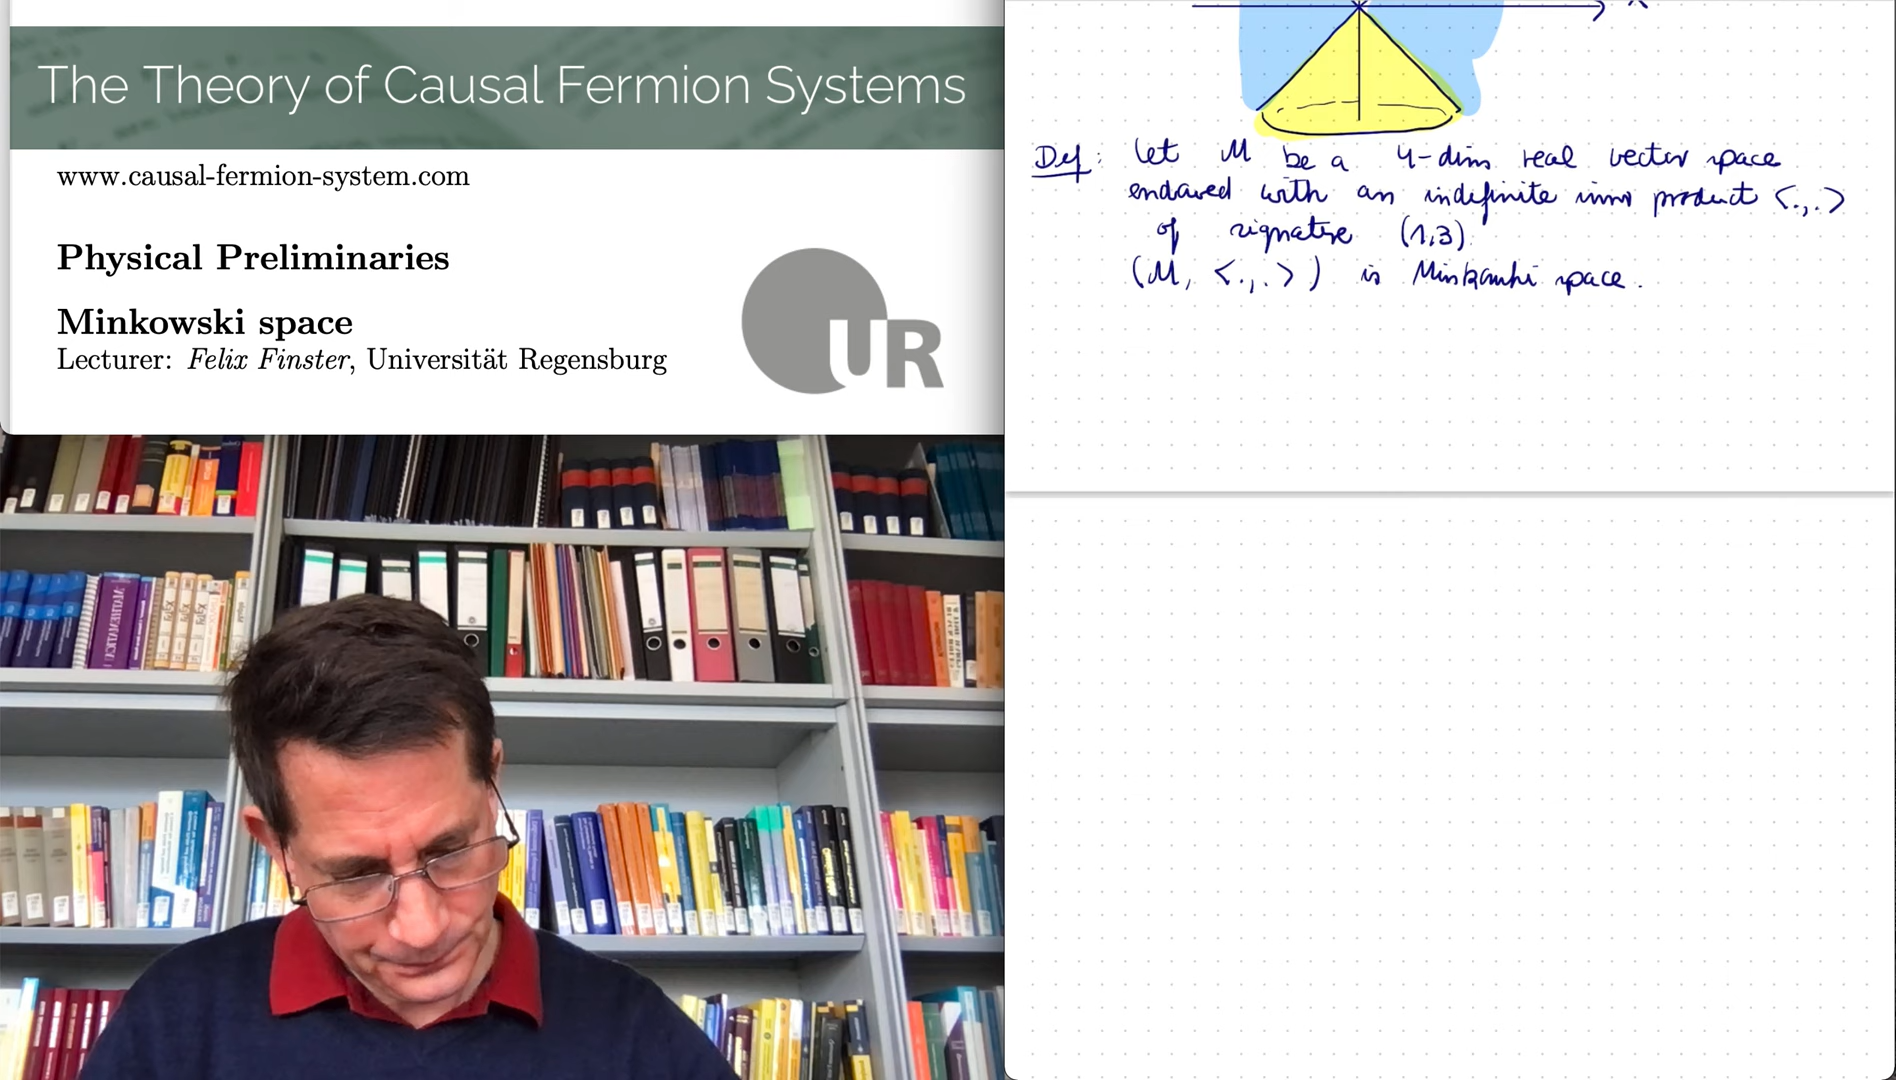 The Theory of Causal Fermion Systems
www.causal-fermion-system.com
Physical Preliminaries
Minkowski space
Lecturer: Felix Finster, Universität Regensburg
UR
x
Def: Let M be a 4-dim real vector space
endowed with an indefinite inner product <.,.>
of signature (1,3)
(M, <.,.>) is Minkowski space.